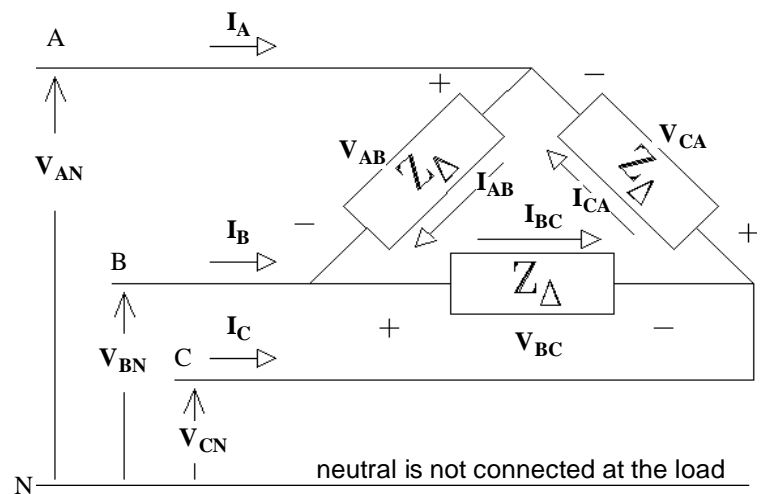 A
I_A
+
−
V_AN
V_AB
Z_Δ
I_AB
I_CA
Z_Δ
V_CA
−
+
B
I_B
I_BC
Z_Δ
+
−
V_BC
V_BN
C
I_C
V_CN
N
neutral is not connected at the load